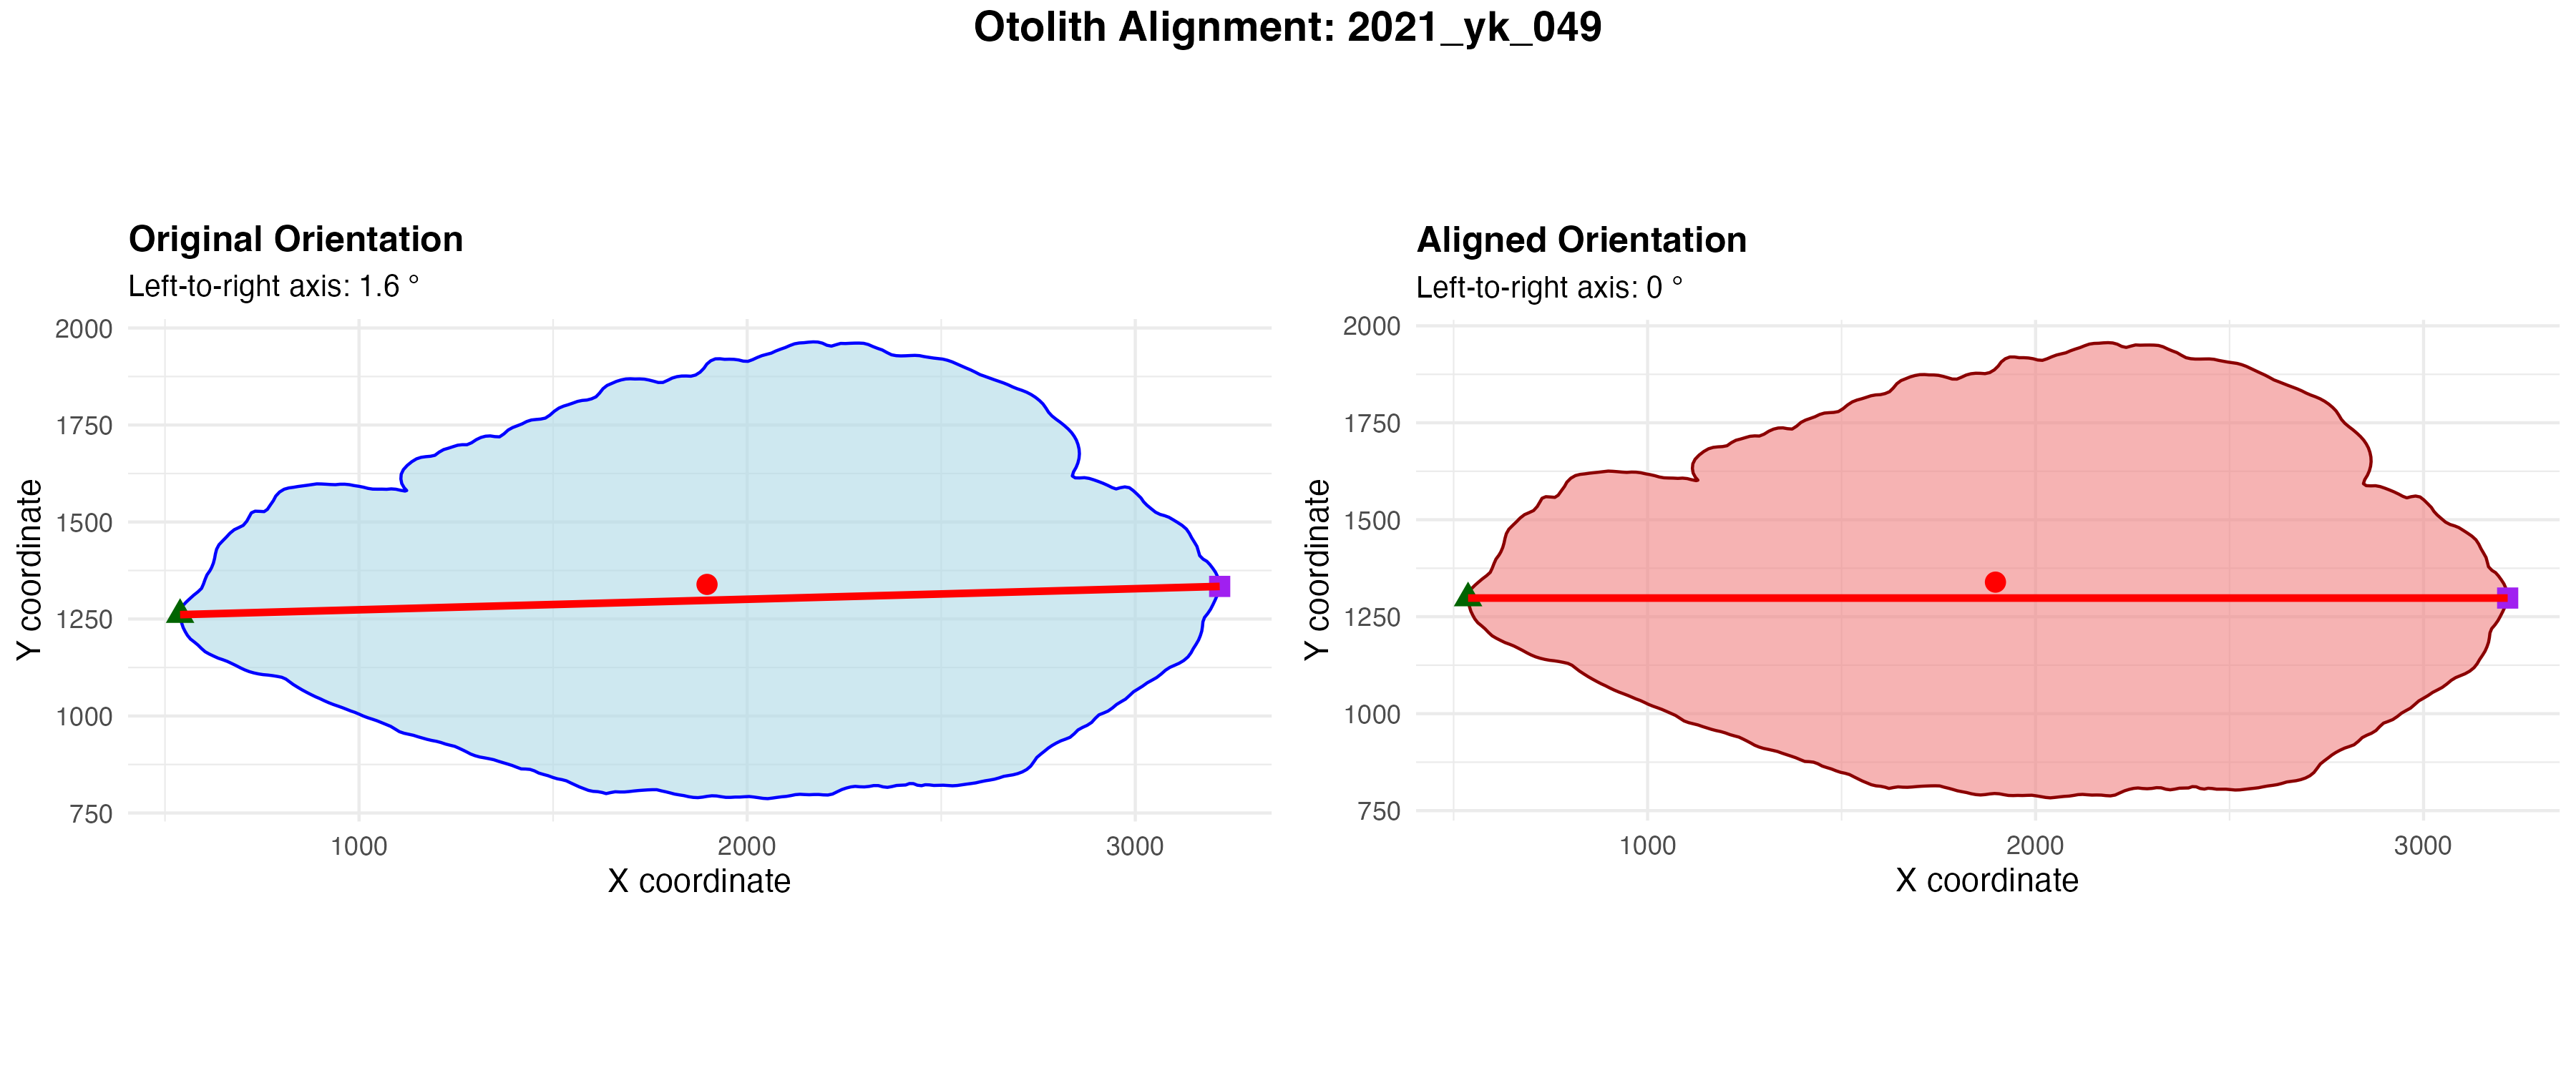 Otolith Alignment: 2021_yk_049
Original Orientation
Left-to-right axis: 1.6 °
2000
1750
1500
1250
1000
750
Y coordinate
1000
2000
3000
X coordinate
Aligned Orientation
Left-to-right axis: 0 °
2000
1750
1500
1250
1000
750
Y coordinate
1000
2000
3000
X coordinate